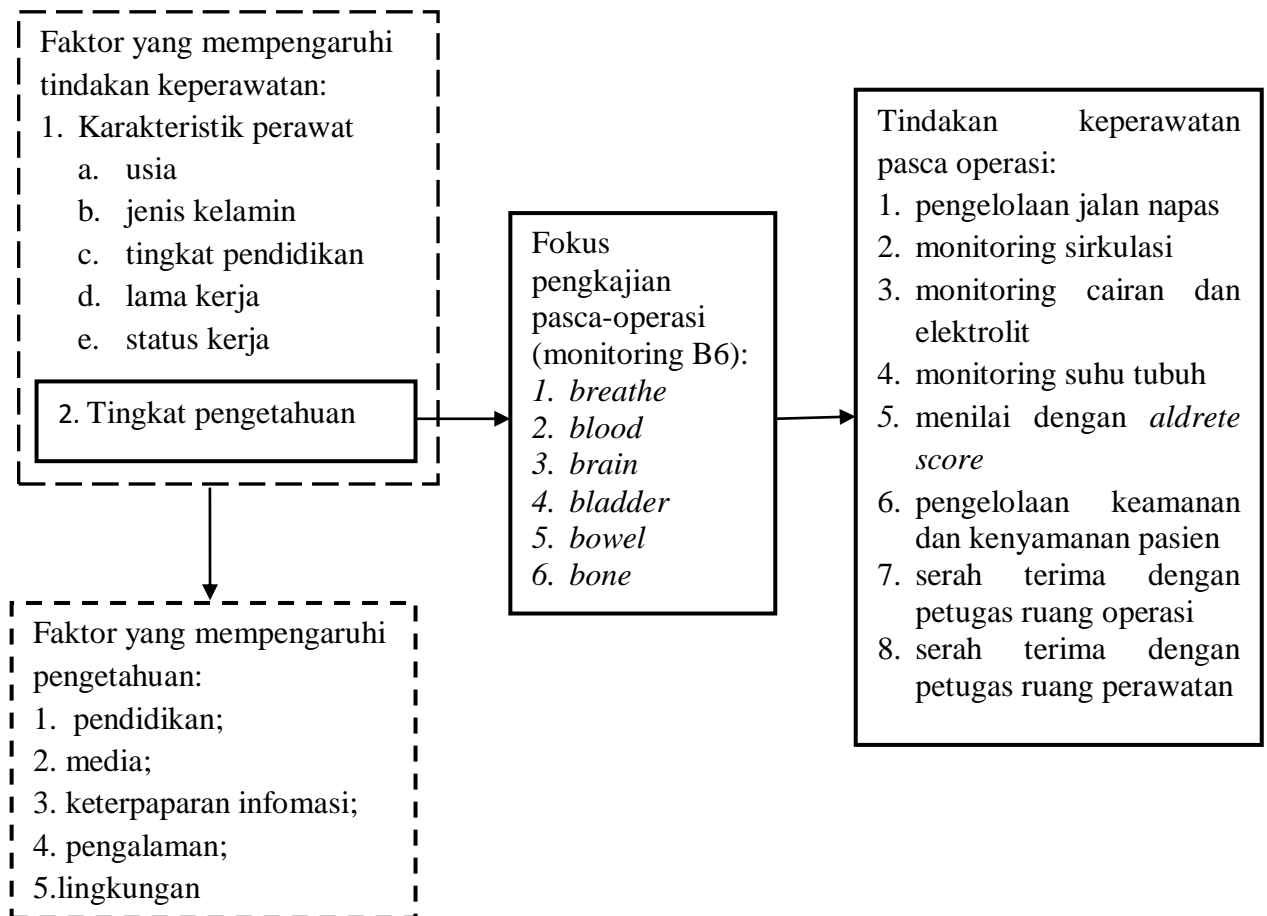 Faktor yang mempengaruhi
tindakan keperawatan:
1. Karakteristik perawat
a. usia
b. jenis kelamin
c. tingkat pendidikan
d. lama kerja
e. status kerja
2. Tingkat pengetahuan
Faktor yang mempengaruhi
pengetahuan:
1. pendidikan;
2. media;
3. keterpaparan infomasi;
4. pengalaman;
5.lingkungan
Fokus
pengkajian
pasca-operasi
(monitoring B6):
1. breathe
2. blood
3. brain
4. bladder
5. bowel
6. bone
Tindakan keperawatan
pasca operasi:
1. pengelolaan jalan napas
2. monitoring sirkulasi
3. monitoring cairan dan
elektrolit
4. monitoring suhu tubuh
5. menilai dengan aldrete
score
6. pengelolaan keamanan
dan kenyamanan pasien
7. serah terima dengan
petugas ruang operasi
8. serah terima dengan
petugas ruang perawatan